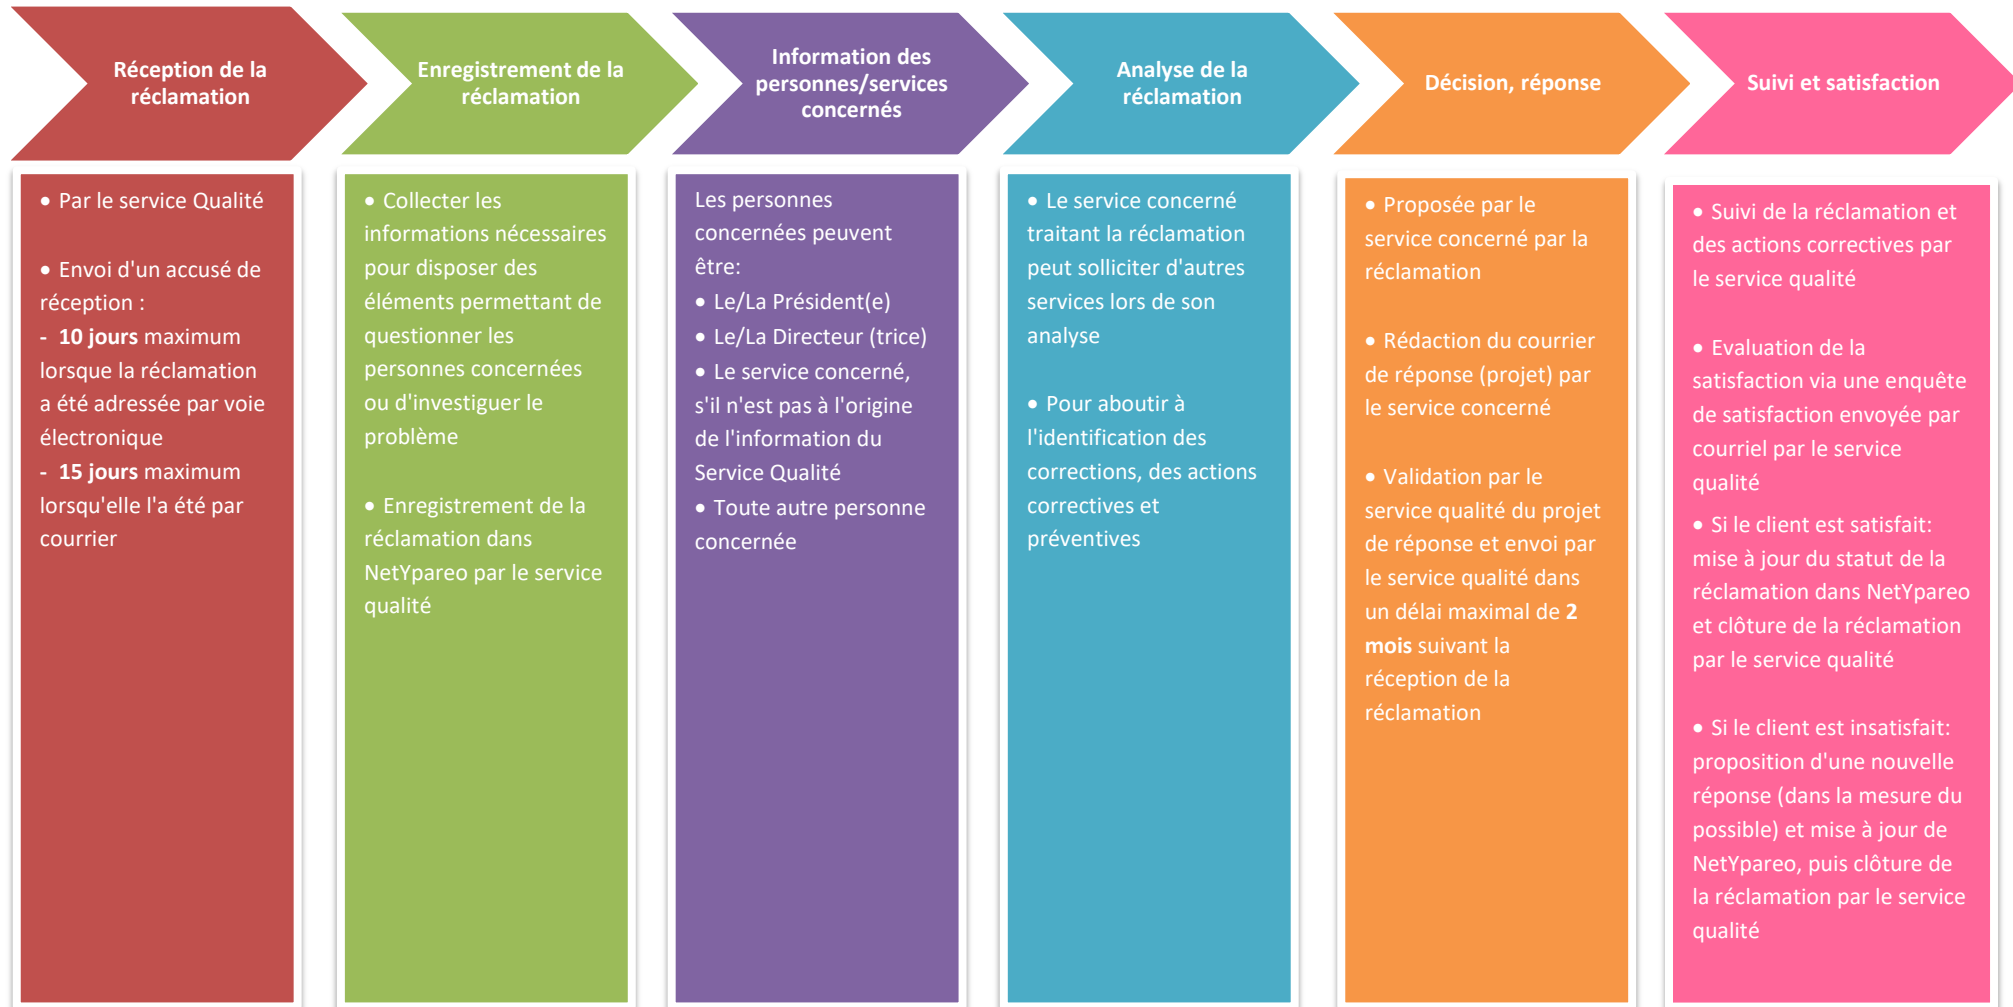 Réception de la
réclamation
Enregistrement de la
réclamation
Information des
personnes/services
concernés
Analyse de la
réclamation
Décision, réponse
Suivi et satisfaction
• Par le service Qualité
• Envoi d'un accusé de
réception :
- 10 jours maximum
lorsque la réclamation
a été adressée par voie
électronique
- 15 jours maximum
lorsqu'elle l'a été par
courrier
• Collecter les
informations nécessaires
pour disposer des
éléments permettant de
questionner les
personnes concernées
ou d'investiguer le
problème
• Enregistrement de la
réclamation dans
NetYpareo par le service
qualité
Les personnes
concernées peuvent
être:
• Le/La Président(e)
• Le/La Directeur (trice)
• Le service concerné,
s'il n'est pas à l'origine
de l'information du
Service Qualité
• Toute autre personne
concernée
• Le service concerné
traitant la réclamation
peut solliciter d'autres
services lors de son
analyse
• Pour aboutir à
l'identification des
corrections, des actions
correctives et
préventives
• Proposée par le
service concerné par la
réclamation
• Rédaction du courrier
de réponse (projet) par
le service concerné
• Validation par le
service qualité du projet
de réponse et envoi par
le service qualité dans
un délai maximal de 2
mois suivant la
réception de la
réclamation
• Suivi de la réclamation et
des actions correctives par
le service qualité
• Evaluation de la
satisfaction via une enquête
de satisfaction envoyée par
courriel par le service
qualité
• Si le client est satisfait:
mise à jour du statut de la
réclamation dans NetYpareo
et clôture de la réclamation
par le service qualité
• Si le client est insatisfait:
proposition d'une nouvelle
réponse (dans la mesure du
possible) et mise à jour de
NetYpareo, puis clôture de
la réclamation par le service
qualité